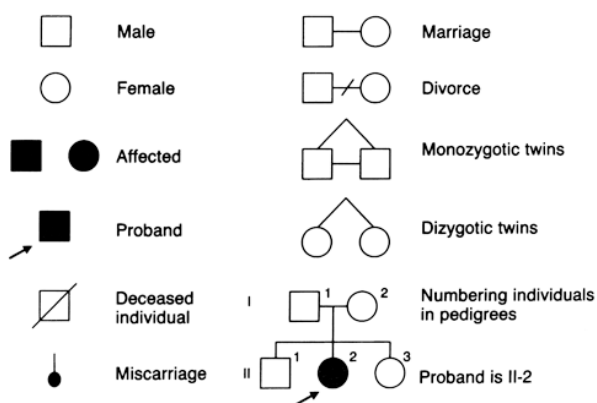 Male
Marriage
Female
Divorce
Affected
Monozygotic twins
Proband
Dizygotic twins
Deceased
individual
I
1
2
Numbering individuals
in pedigrees
Miscarriage
II
1
2
3
Proband is II-2